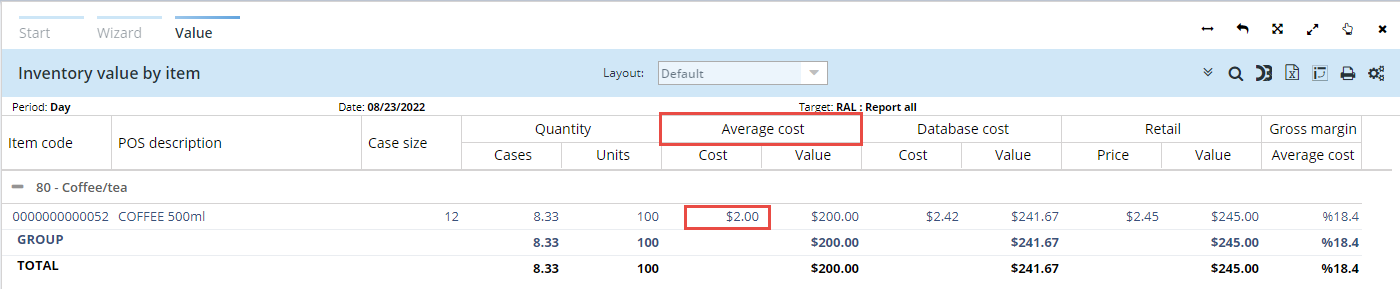 Start Wizard Value
Inventory value by item Layout: Default
Period: Day Date: 08/23/2022 Target: RAL : Report all
Item code POS description Case size Quantity Average cost Database cost Retail Gross margin
Cases Units Cost Value Cost Value Price Value Average cost
80 - Coffee/tea
0000000000052 COFFEE 500ml 12 8.33 100 $2.00 $200.00 $2.42 $241.67 $2.45 $245.00 %18.4
GROUP 8.33 100 $200.00 $241.67 $245.00 %18.4
TOTAL 8.33 100 $200.00 $241.67 $245.00 %18.4